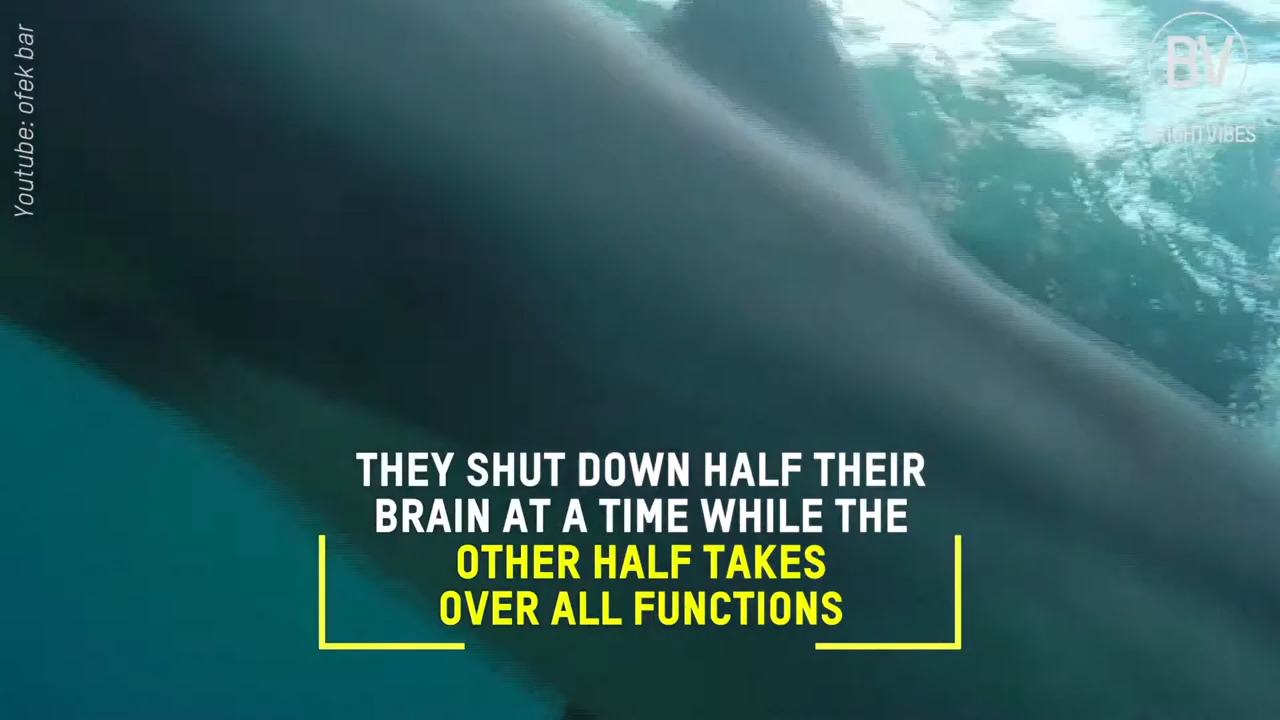 Youtube: ofek bar
BV
BRIGHTVIBES
THEY SHUT DOWN HALF THEIR
BRAIN AT A TIME WHILE THE
OTHER HALF TAKES
OVER ALL FUNCTIONS